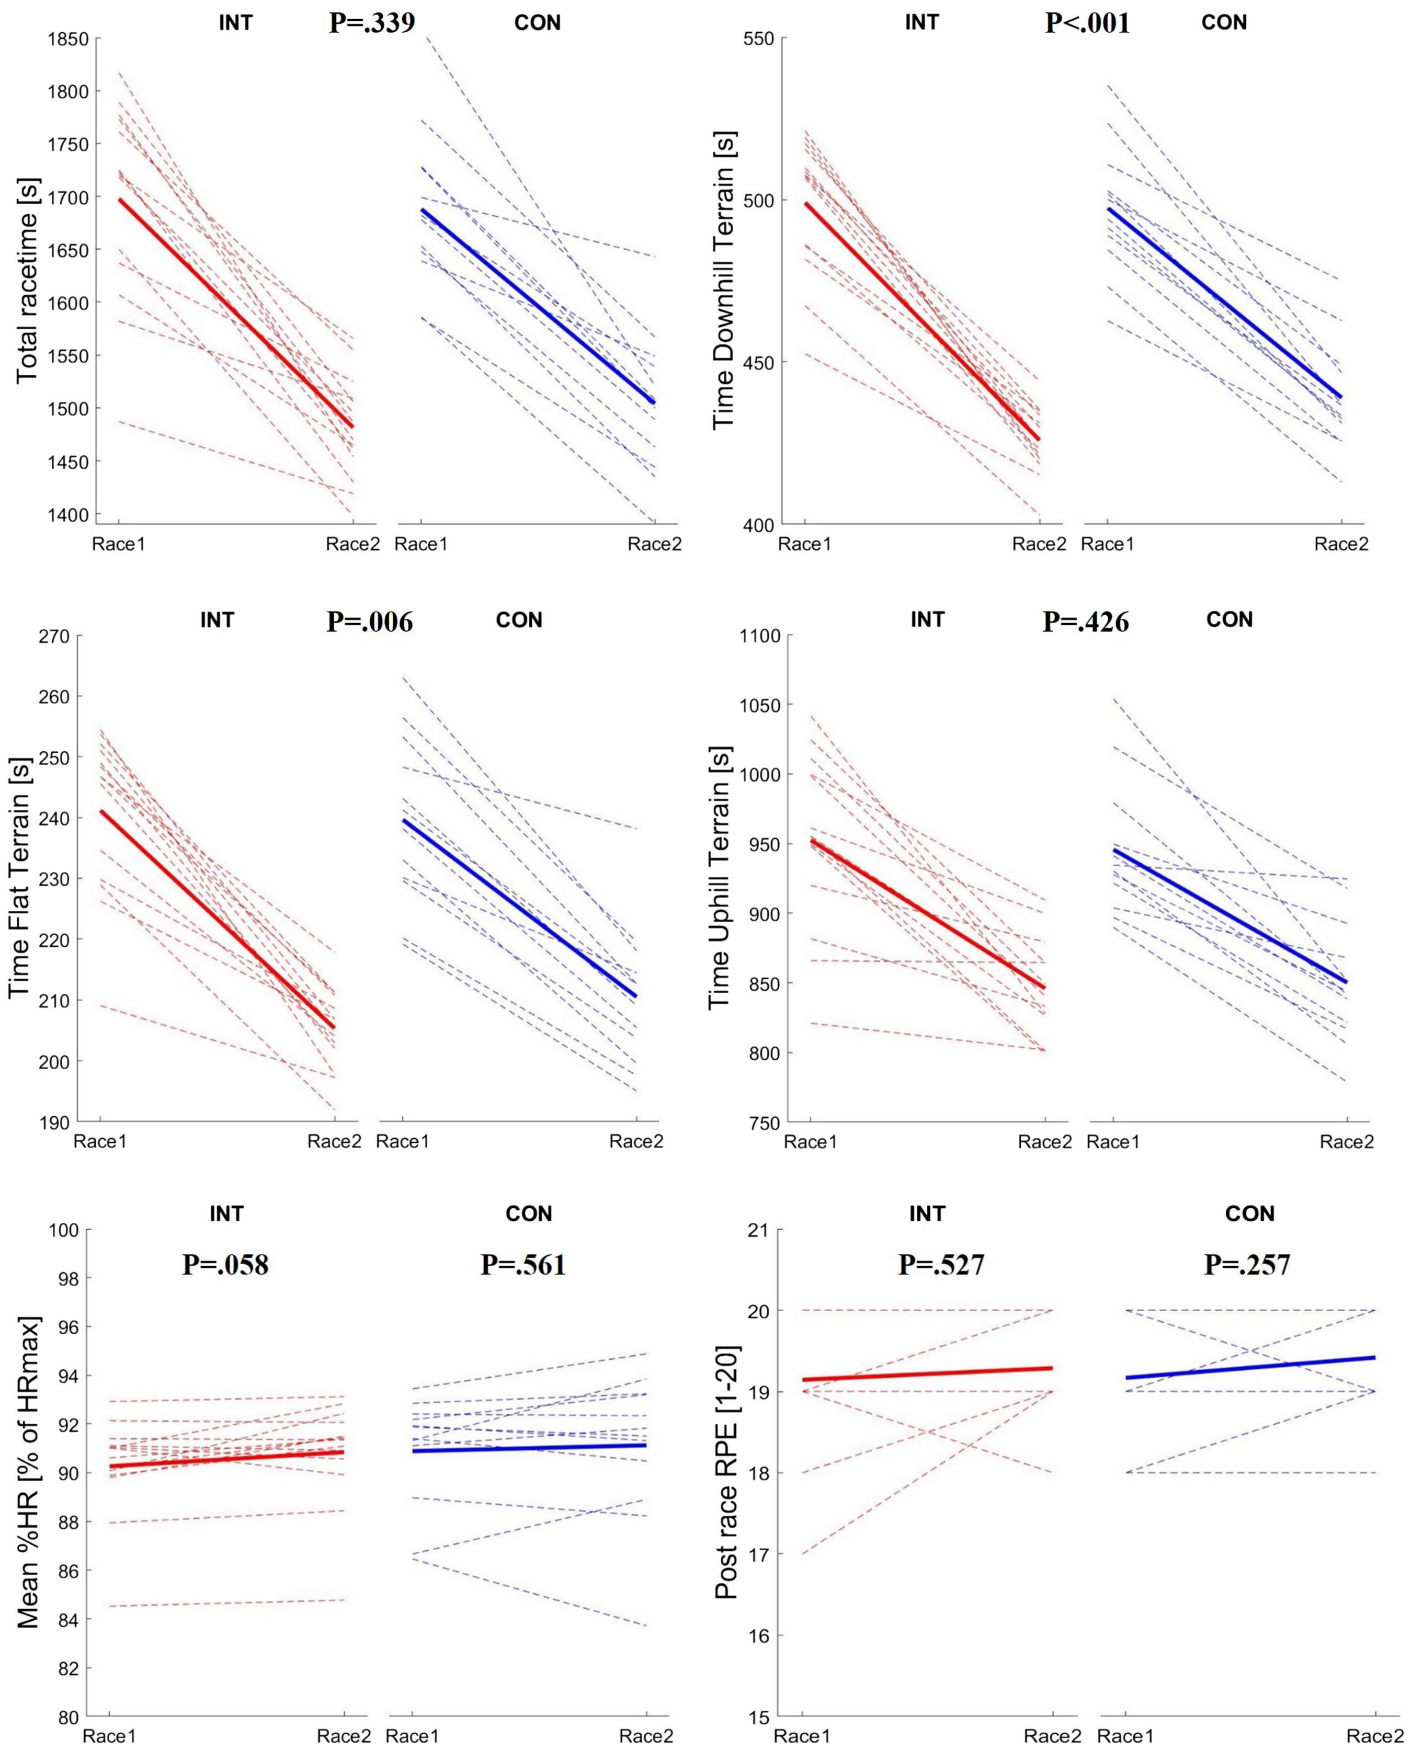 INT P=.339 CON
Total racetime [s]
1850
1800
1750
1700
1650
1600
1550
1500
1450
1400
Race1 Race2 Race1 Race2
INT P<.001 CON
Time Downhill Terrain [s]
550
500
450
400
Race1 Race2 Race1 Race2
INT P=.006 CON
Time Flat Terrain [s]
270
260
250
240
230
220
210
200
190
Race1 Race2 Race1 Race2
INT P=.426 CON
Time Uphill Terrain [s]
1100
1050
1000
950
900
850
800
750
Race1 Race2 Race1 Race2
INT CON
P=.058 P=.561
Mean %HR [% of HRmax]
100
98
96
94
92
90
88
86
84
82
80
Race1 Race2 Race1 Race2
INT CON
P=.527 P=.257
Post race RPE [1-20]
21
20
19
18
17
16
15
Race1 Race2 Race1 Race2